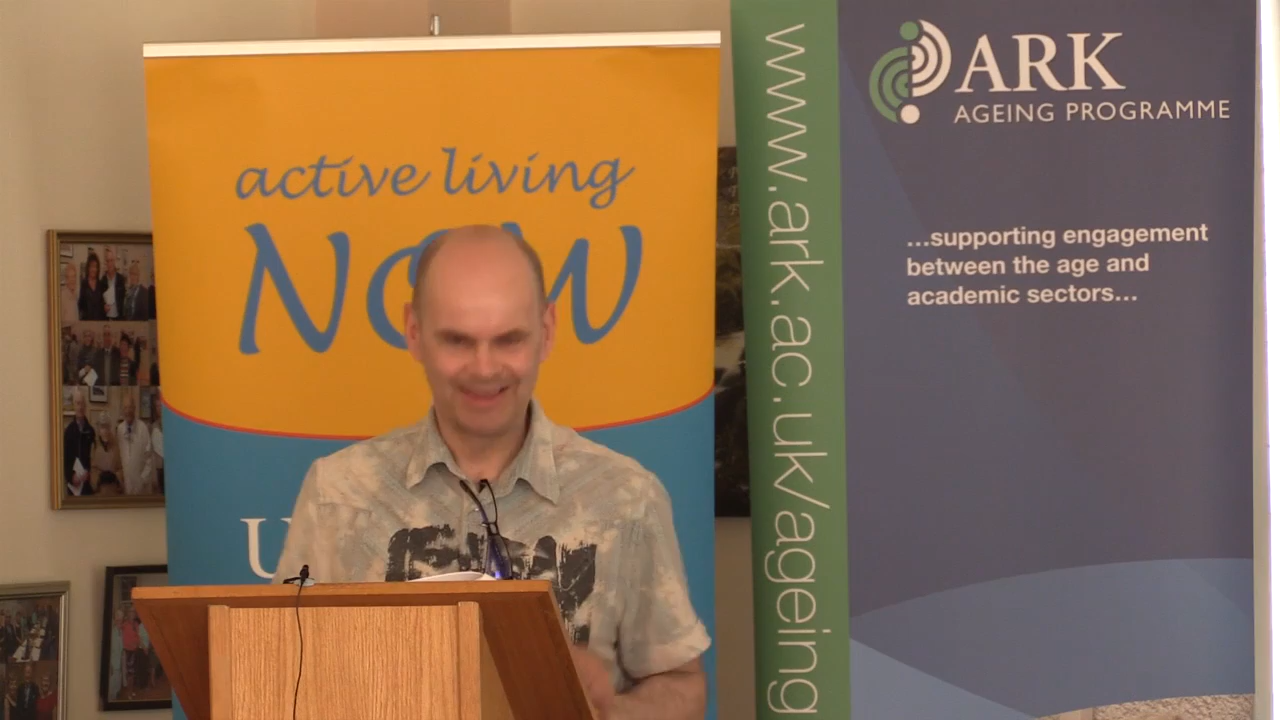 active living
NOW
U
www.ark.ac.uk/ageing
ARK
AGEING PROGRAMME
...supporting engagement
between the age and
academic sectors...